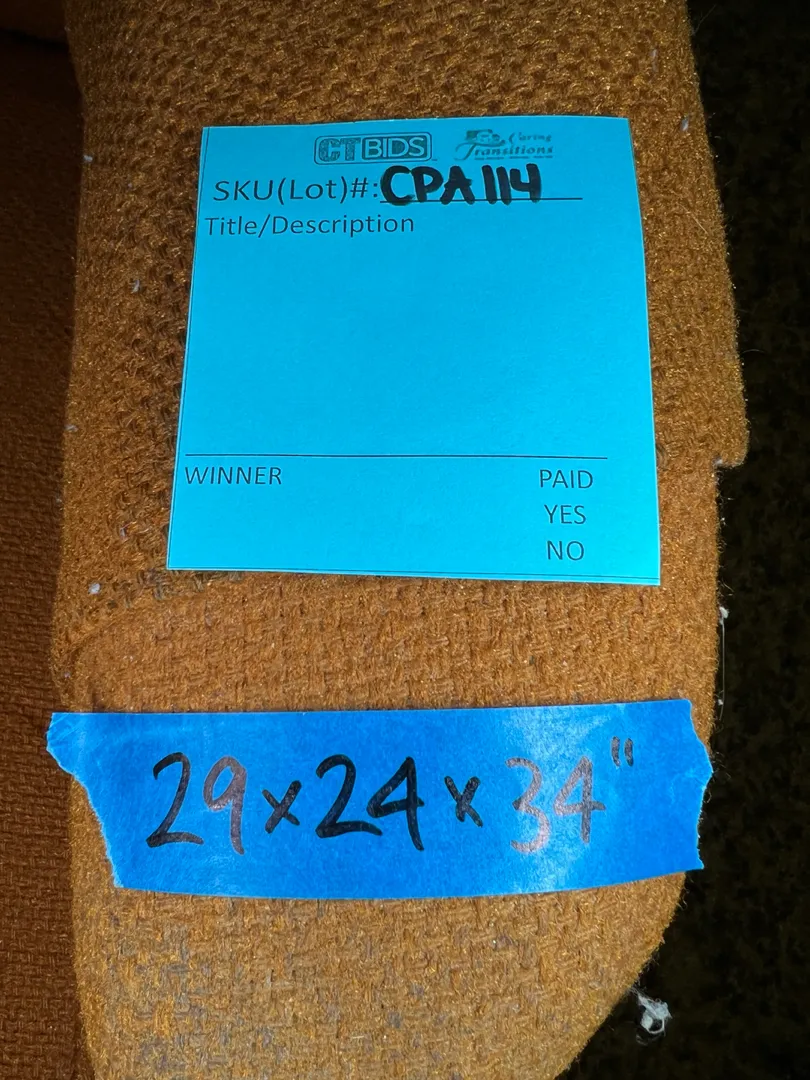 CTBIDS Caring Transitions
SKU(Lot)#: CPA114
Title/Description
WINNER PAID
YES
NO
29x24x34"